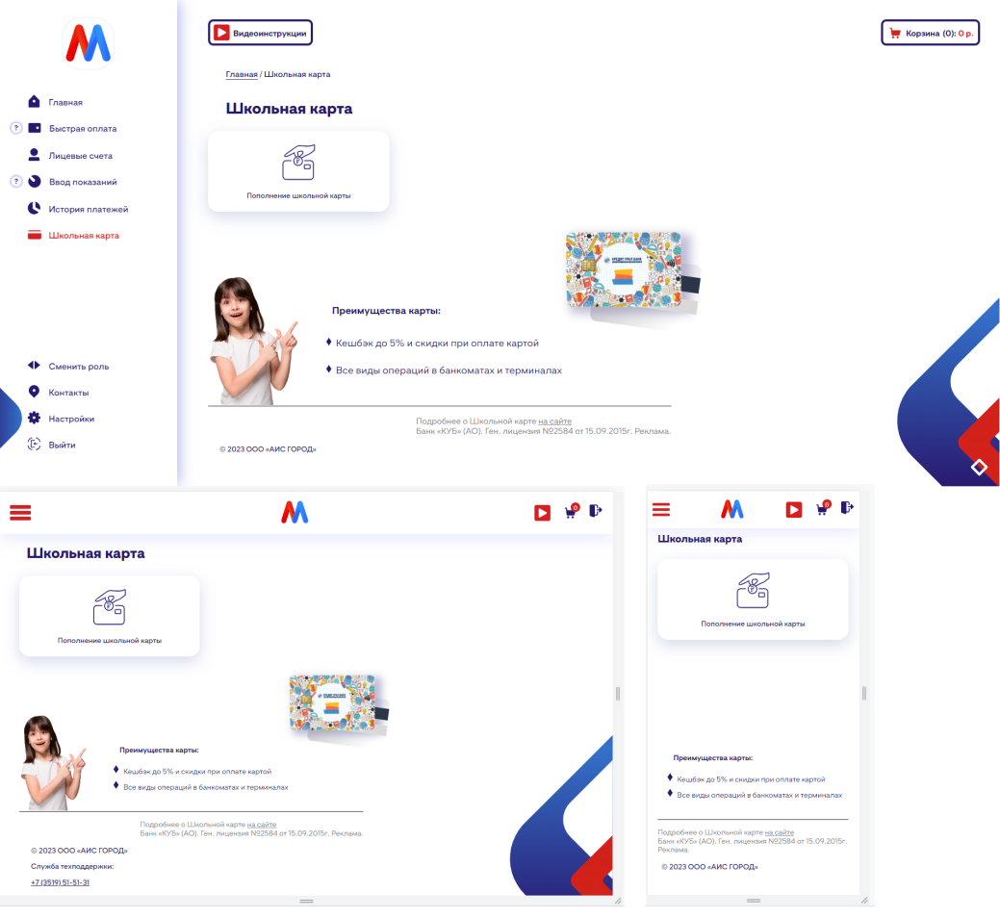 Видеоинструкции
Корзина (0): 0 р.
Главная / Школьная карта
Школьная карта
Пополнение школьной карты
Главная
? Быстрая оплата
Лицевые счета
? Ввод показаний
История платежей
Школьная карта
Сменить роль
Контакты
Настройки
Выйти
КРЕДИТ УРАЛ БАНК
Преимущества карты:
Кешбэк до 5% и скидки при оплате картой
Все виды операций в банкоматах и терминалах
Подробнее о Школьной карте на сайте
Банк «КУБ» (АО). Ген. лицензия №2584 от 15.09.2015г. Реклама.
© 2023 ООО «АИС ГОРОД»
0
Школьная карта
Пополнение школьной карты
КРЕДИТ УРАЛ БАНК
Преимущества карты:
Кешбэк до 5% и скидки при оплате картой
Все виды операций в банкоматах и терминалах
Подробнее о Школьной карте на сайте
Банк «КУБ» (АО). Ген. лицензия №2584 от 15.09.2015г. Реклама.
© 2023 ООО «АИС ГОРОД»
Служба техподдержки:
+7 (3519) 51-51-31
0
Школьная карта
Пополнение школьной карты
Преимущества карты:
Кешбэк до 5% и скидки при оплате картой
Все виды операций в банкоматах и терминалах
Подробнее о Школьной карте на сайте
Банк «КУБ» (АО). Ген. лицензия №2584 от 15.09.2015г.
Реклама.
© 2023 ООО «АИС ГОРОД»